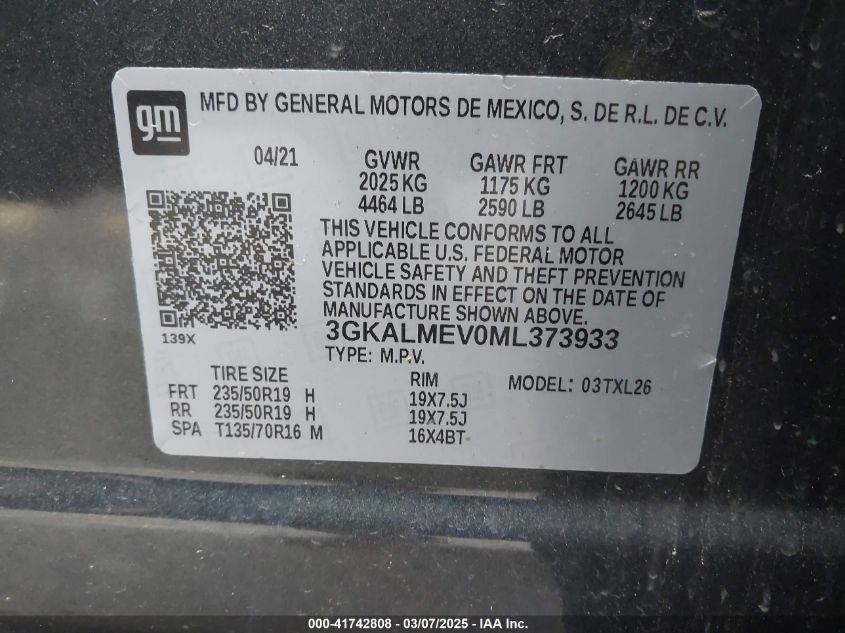 gm
MFD BY GENERAL MOTORS DE MEXICO, S. DE R.L. DE C.V.
04/21 GVWR GAWR FRT GAWR RR
2025 KG 1175 KG 1200 KG
4464 LB 2590 LB 2645 LB
THIS VEHICLE CONFORMS TO ALL
APPLICABLE U.S. FEDERAL MOTOR
VEHICLE SAFETY AND THEFT PREVENTION
STANDARDS IN EFFECT ON THE DATE OF
MANUFACTURE SHOWN ABOVE.
139X
3GKALMEV0ML373933
TYPE: M.P.V.
TIRE SIZE RIM MODEL: 03TXL26
FRT 235/50R19 H 19X7.5J
RR 235/50R19 H 19X7.5J
SPA T135/70R16 M 16X4BT
000-41742808 - 03/07/2025 - IAA Inc.